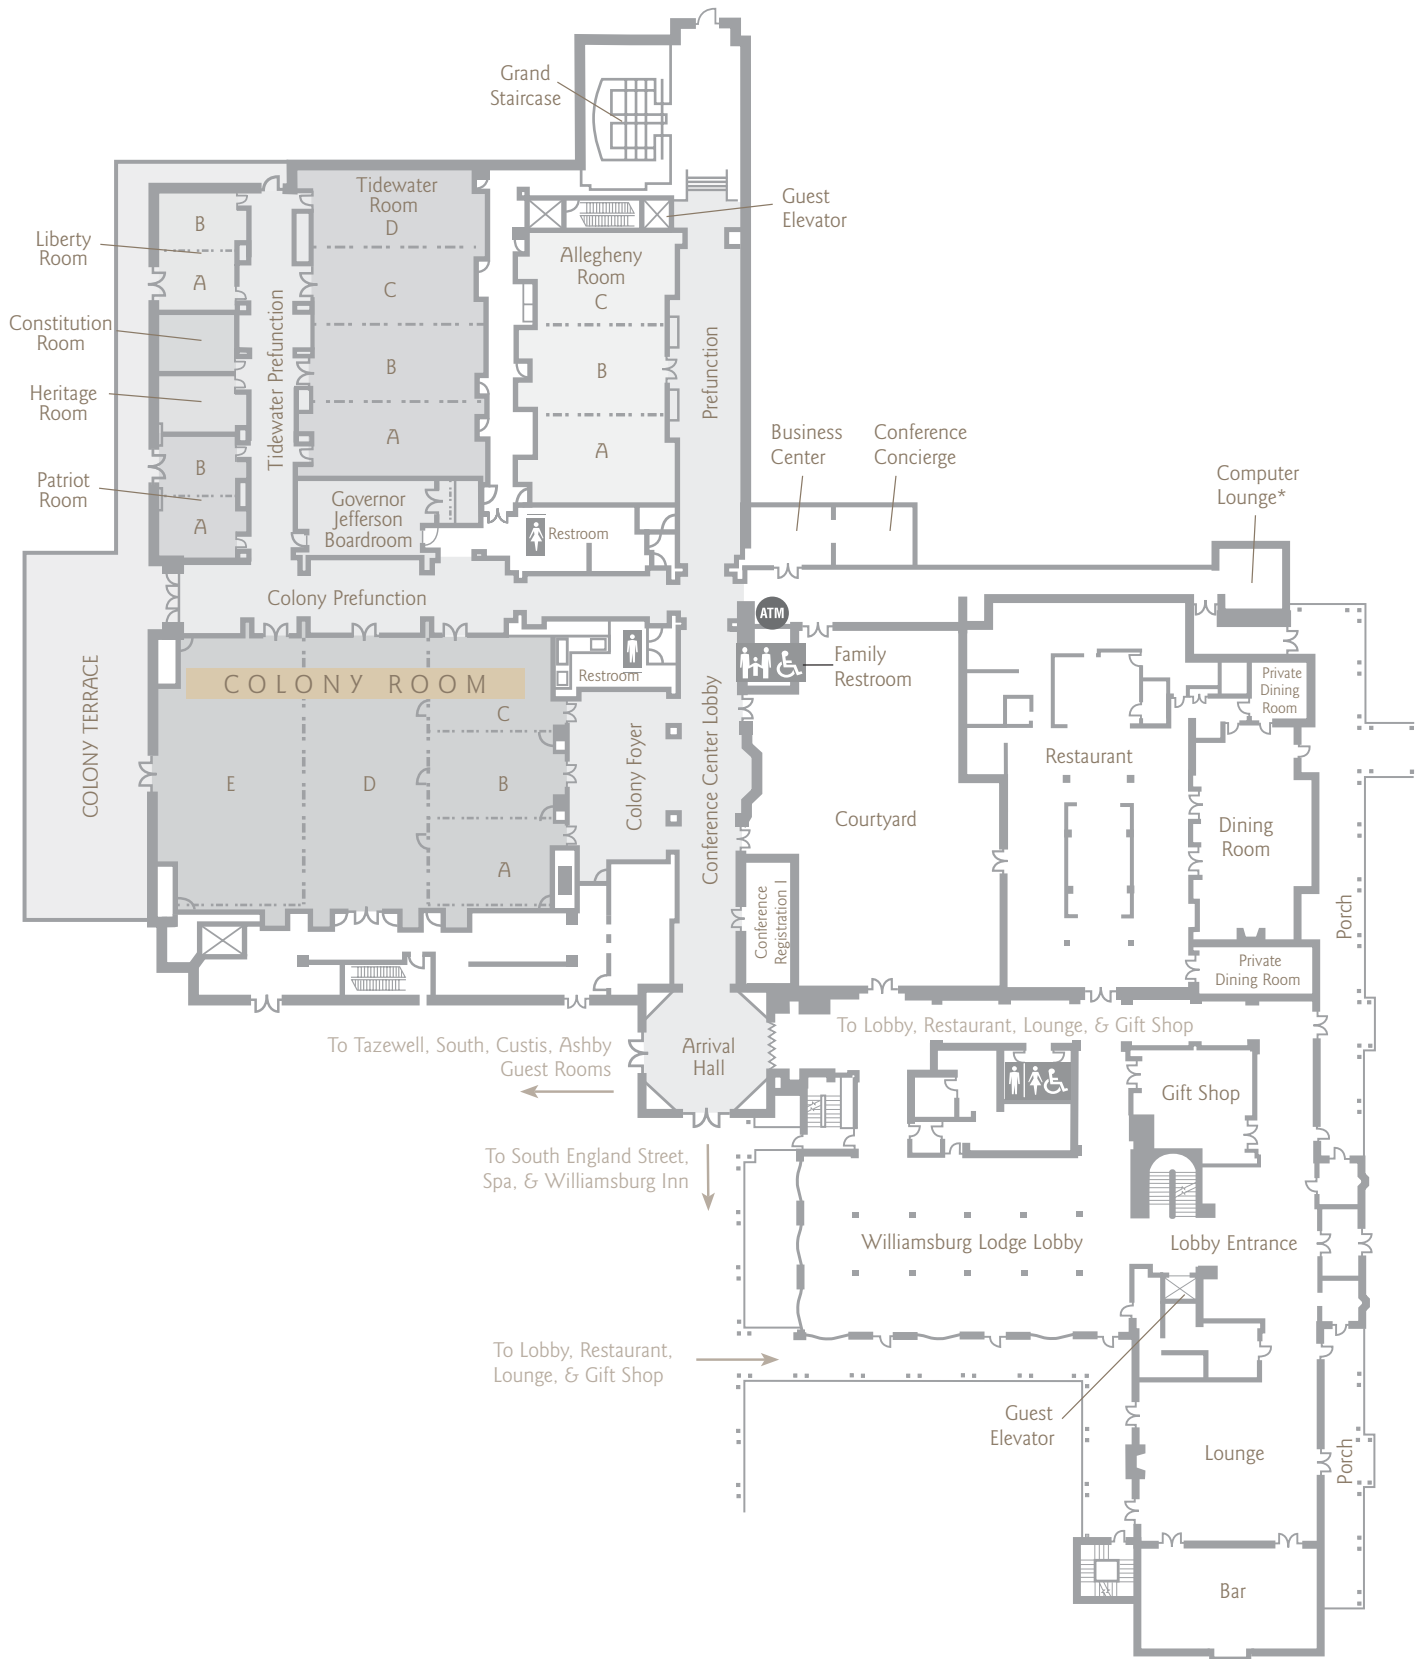 Grand
Staircase
Guest
Elevator
Tidewater
Room
D
C
B
A
Allegheny
Room
C
B
A
Liberty
Room
B
A
Constitution
Room
Heritage
Room
Patriot
Room
B
A
Tidewater Prefunction
Prefunction
Governor
Jefferson
Boardroom
Restroom
Business
Center
Conference
Concierge
Computer
Lounge*
Colony Prefunction
ATM
Family
Restroom
Restroom
COLONY TERRACE
COLONY ROOM
E
D
C
B
A
Colony Foyer
Conference Center Lobby
Conference
Registration I
Courtyard
Restaurant
Private
Dining
Room
Dining
Room
Private
Dining Room
Porch
To Lobby, Restaurant, Lounge, & Gift Shop
To Tazewell, South, Custis, Ashby
Guest Rooms
Arrival
Hall
Gift Shop
To South England Street,
Spa, & Williamsburg Inn
Williamsburg Lodge Lobby
Lobby Entrance
To Lobby, Restaurant,
Lounge, & Gift Shop
Guest
Elevator
Lounge
Porch
Bar